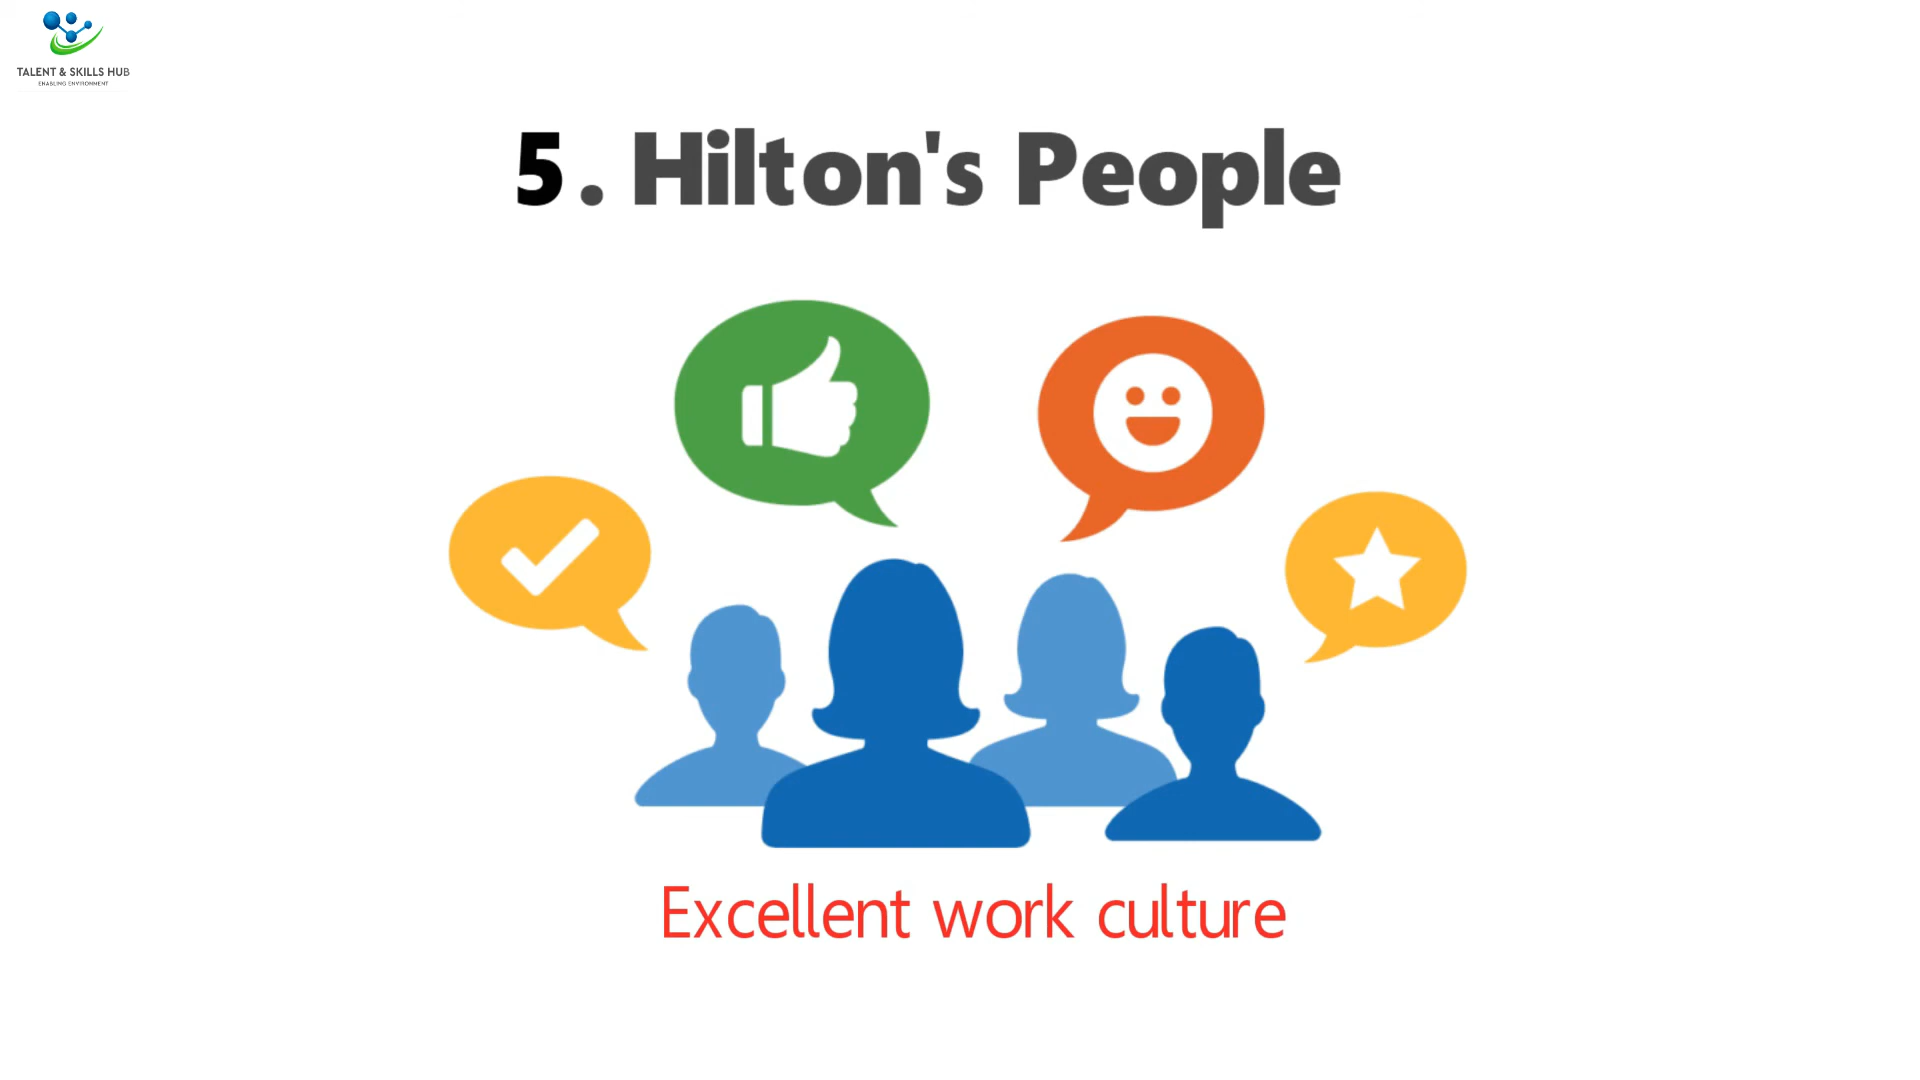 TALENT & SKILLS HUB
ENABLING ENVIRONMENT
5. Hilton's People
Excellent work culture